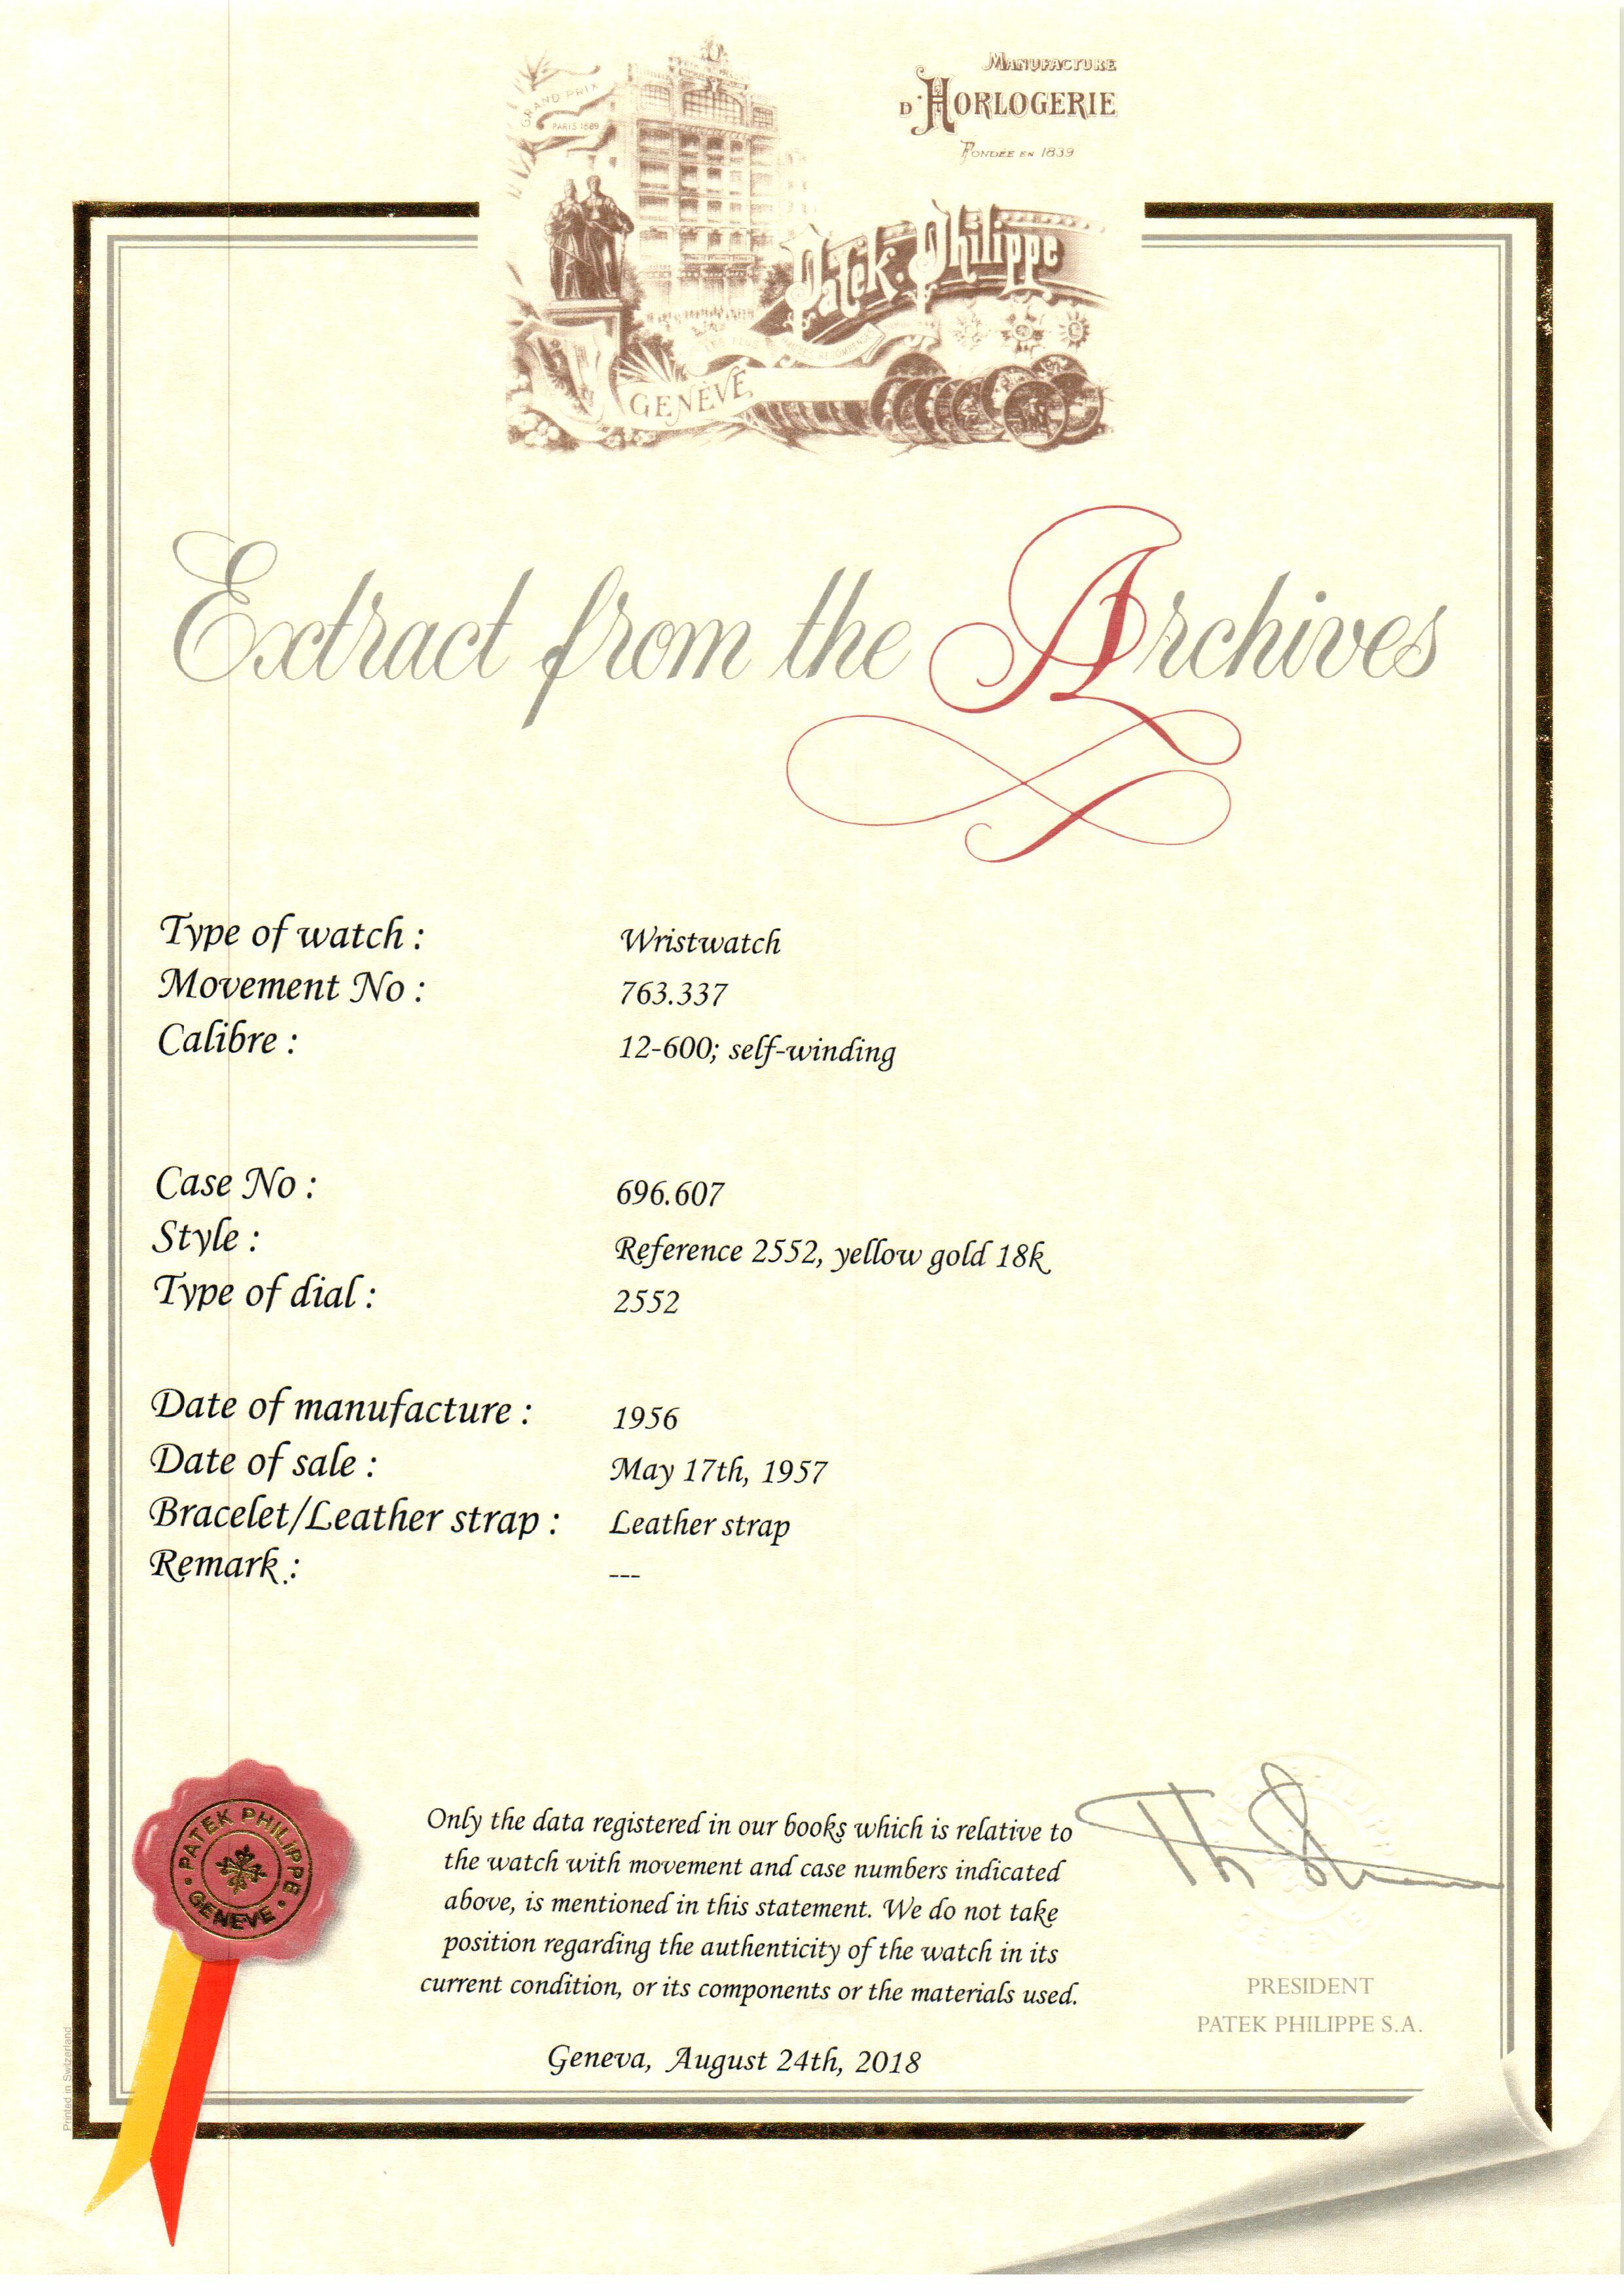 GRAND PRIX
PARIS 1889
MANUFACTURE
D'HORLOGERIE
FONDÉE EN 1839
Patek Philippe
GENÈVE
Extract from the Archives
Type of watch : Wristwatch
Movement No : 763.337
Calibre : 12-600; self-winding
Case No : 696.607
Style : Reference 2552, yellow gold 18k
Type of dial : 2552
Date of manufacture : 1956
Date of sale : May 17th, 1957
Bracelet/Leather strap : Leather strap
Remark : ---
PATEK PHILIPPE
GENEVE
Only the data registered in our books which is relative to
the watch with movement and case numbers indicated
above, is mentioned in this statement. We do not take
position regarding the authenticity of the watch in its
current condition, or its components or the materials used.
PRESIDENT
PATEK PHILIPPE S.A.
Geneva, August 24th, 2018
Printed in Switzerland